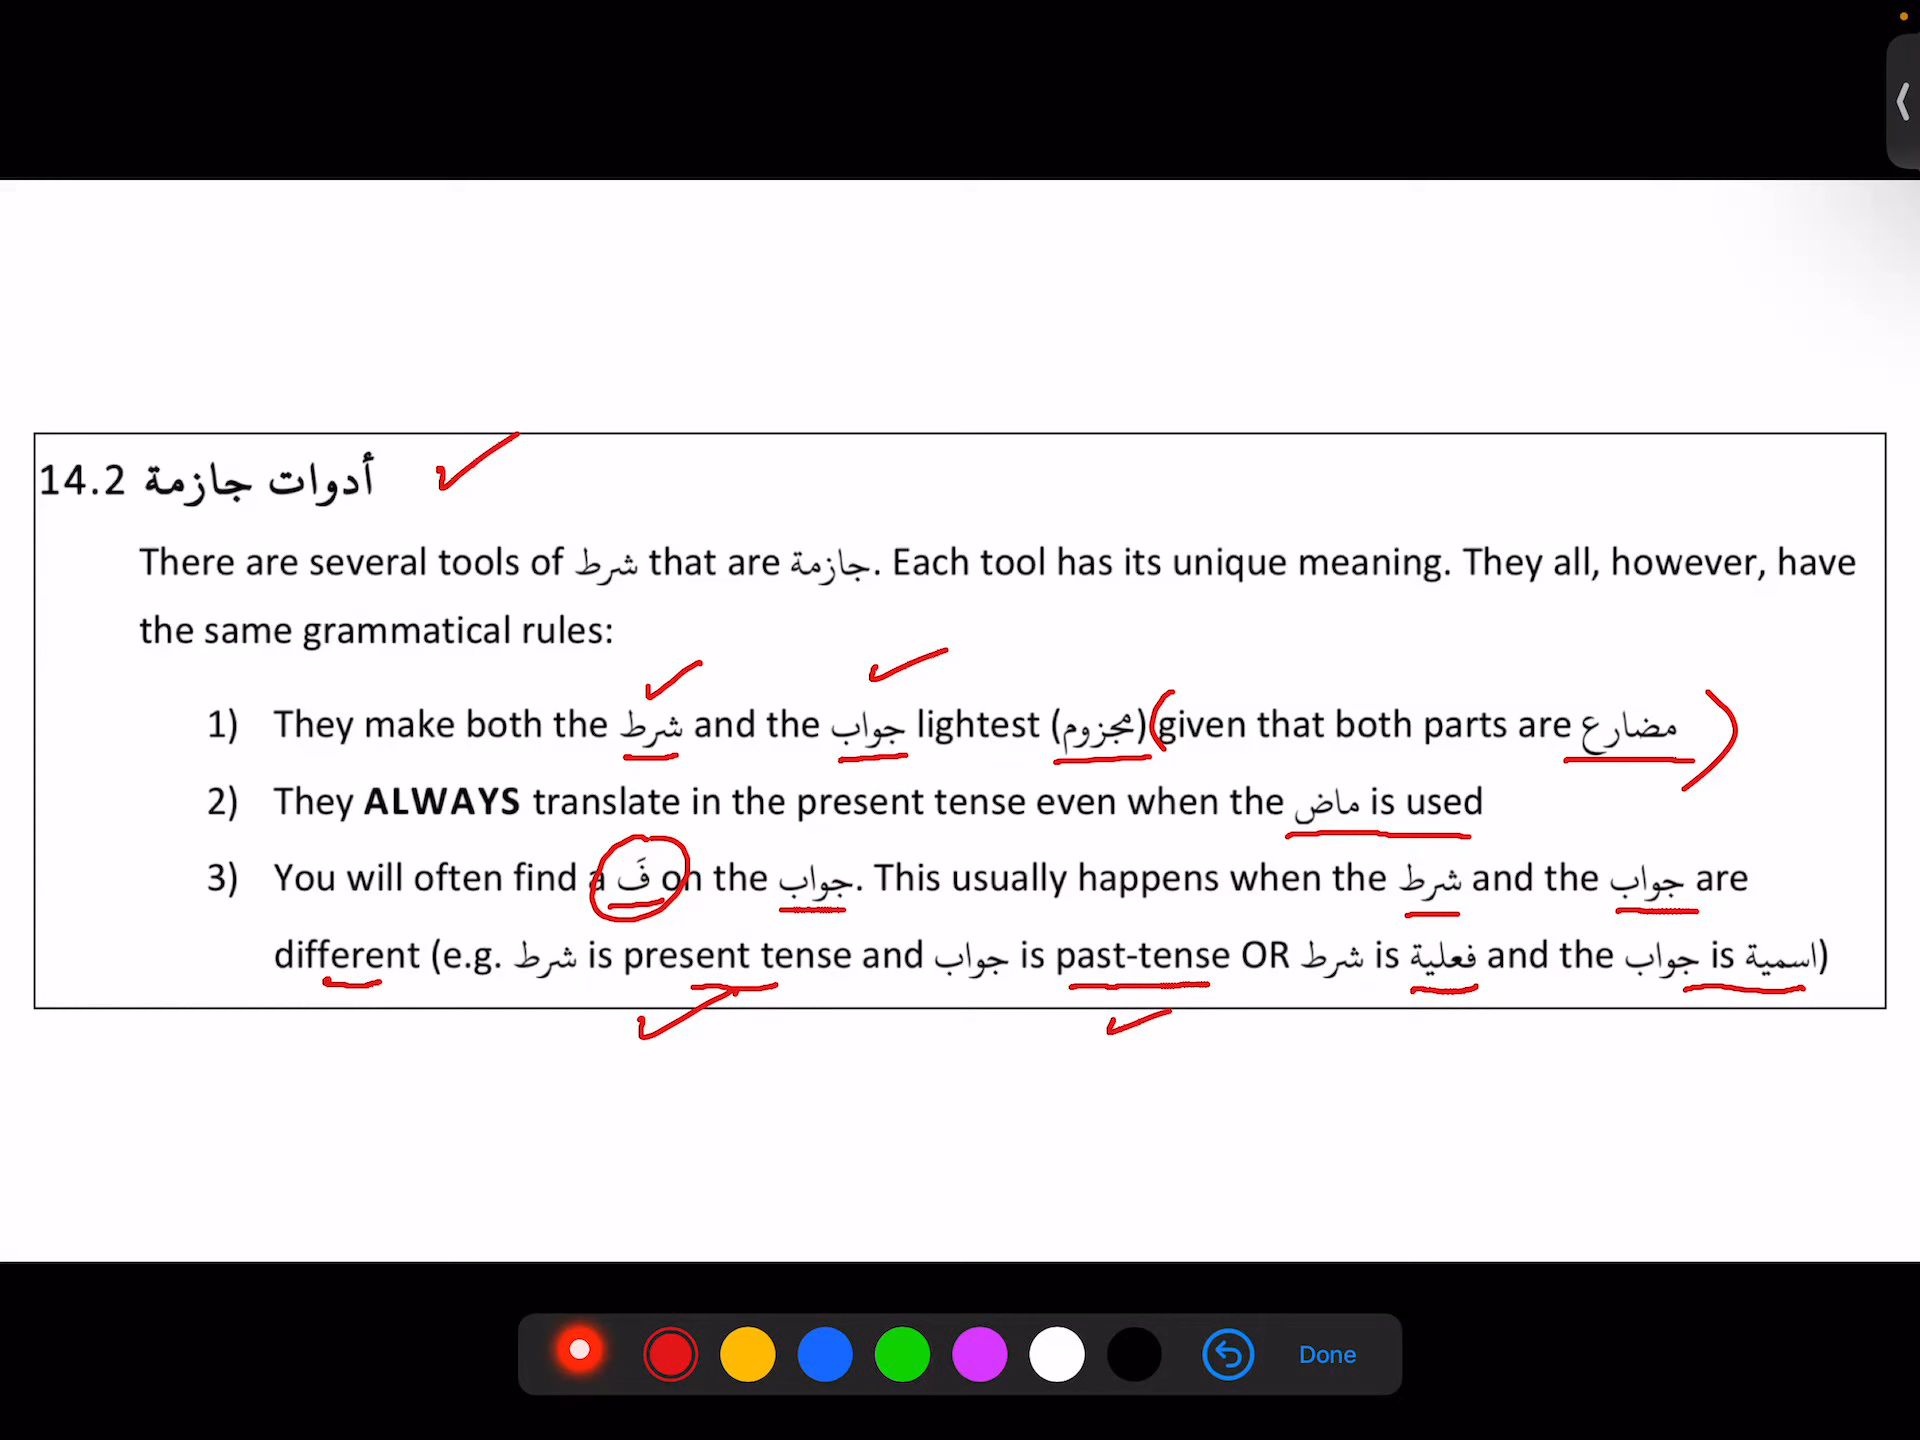 14.2 أدوات جازمة
There are several tools of شرط that are جازمة. Each tool has its unique meaning. They all, however, have
the same grammatical rules:
1) They make both the شرط and the جواب lightest (مجزوم) given that both parts are مضارع
2) They ALWAYS translate in the present tense even when the ماض is used
3) You will often find a فَ on the جواب. This usually happens when the شرط and the جواب are
different (e.g. شرط is present tense and جواب is past-tense OR شرط is فعلية and the جواب is اسمية)
Done